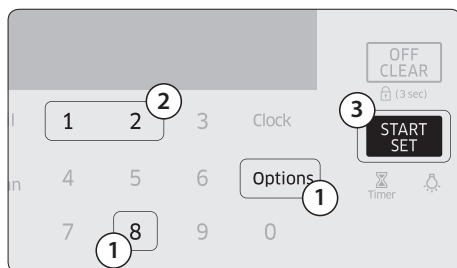 OFF
CLEAR
(3 sec)
2
3
l 1 2 3 Clock
START
SET
n 4 5 6 Options
Timer
1
7 8 9 0
1